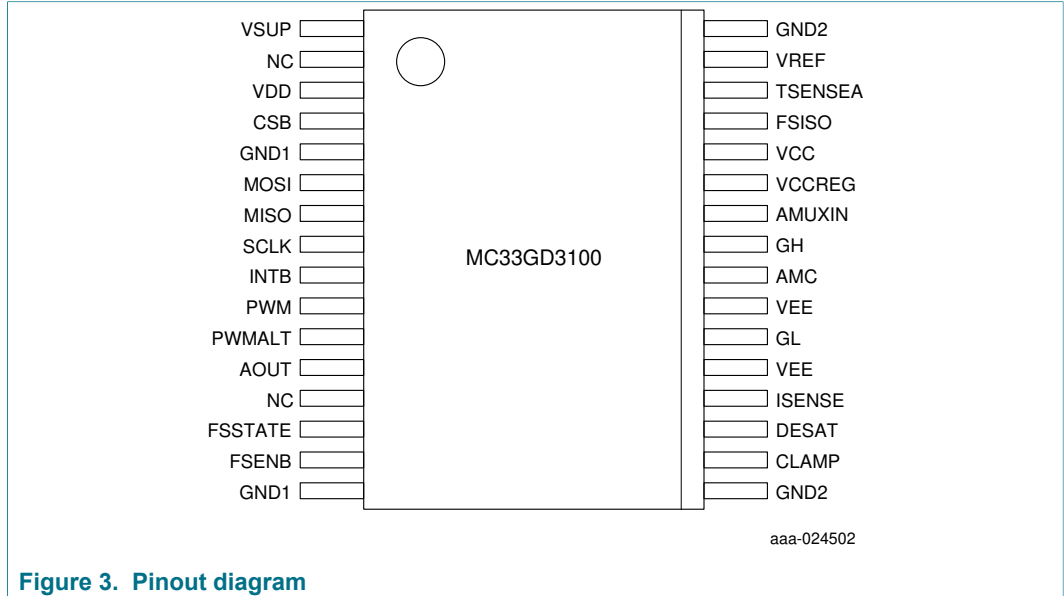 VSUP
NC
VDD
CSB
GND1
MOSI
MISO
SCLK
INTB
PWM
PWMALT
AOUT
NC
FSSTATE
FSENB
GND1
MC33GD3100
GND2
VREF
TSENSEA
FSISO
VCC
VCCREG
AMUXIN
GH
AMC
VEE
GL
VEE
ISENSE
DESAT
CLAMP
GND2
aaa-024502
Figure 3. Pinout diagram